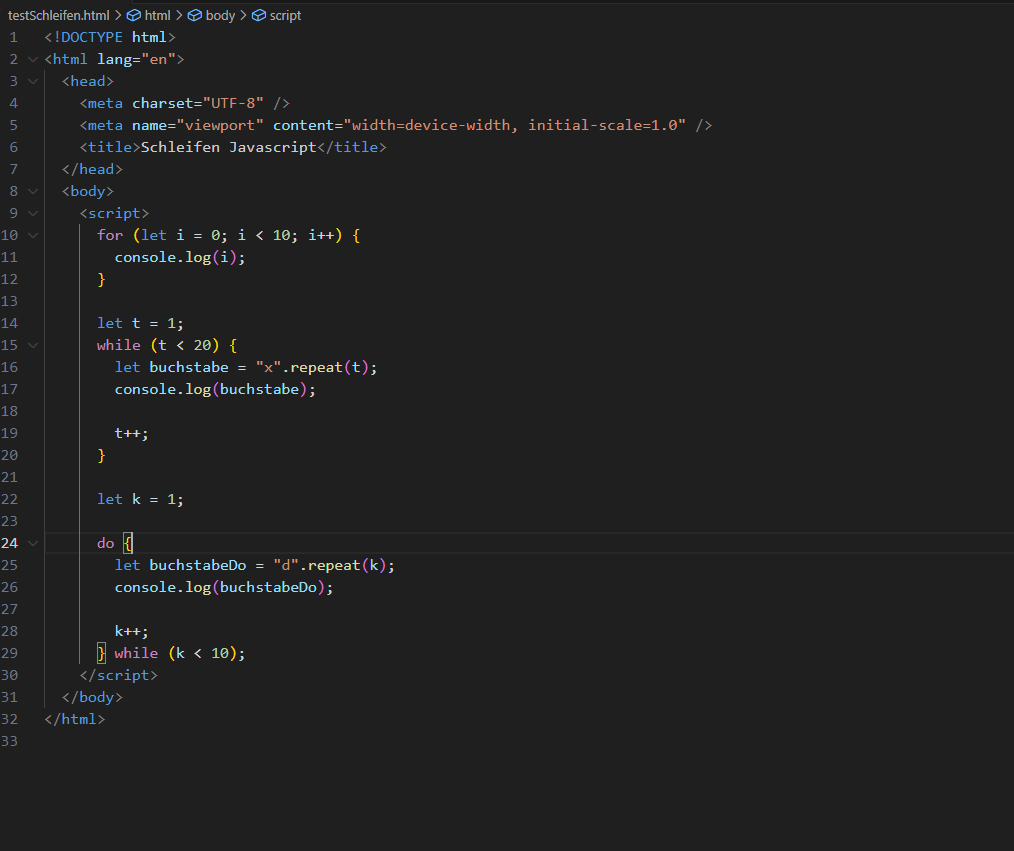 testSchleifen.html > html > body > script
1 <!DOCTYPE html>
2 <html lang="en">
3 <head>
4 <meta charset="UTF-8" />
5 <meta name="viewport" content="width=device-width, initial-scale=1.0" />
6 <title>Schleifen Javascript</title>
7 </head>
8 <body>
9 <script>
10 for (let i = 0; i < 10; i++) {
11 console.log(i);
12 }
13
14 let t = 1;
15 while (t < 20) {
16 let buchstabe = "x".repeat(t);
17 console.log(buchstabe);
18
19 t++;
20 }
21
22 let k = 1;
23
24 do {
25 let buchstabeDo = "d".repeat(k);
26 console.log(buchstabeDo);
27
28 k++;
29 } while (k < 10);
30 </script>
31 </body>
32 </html>
33